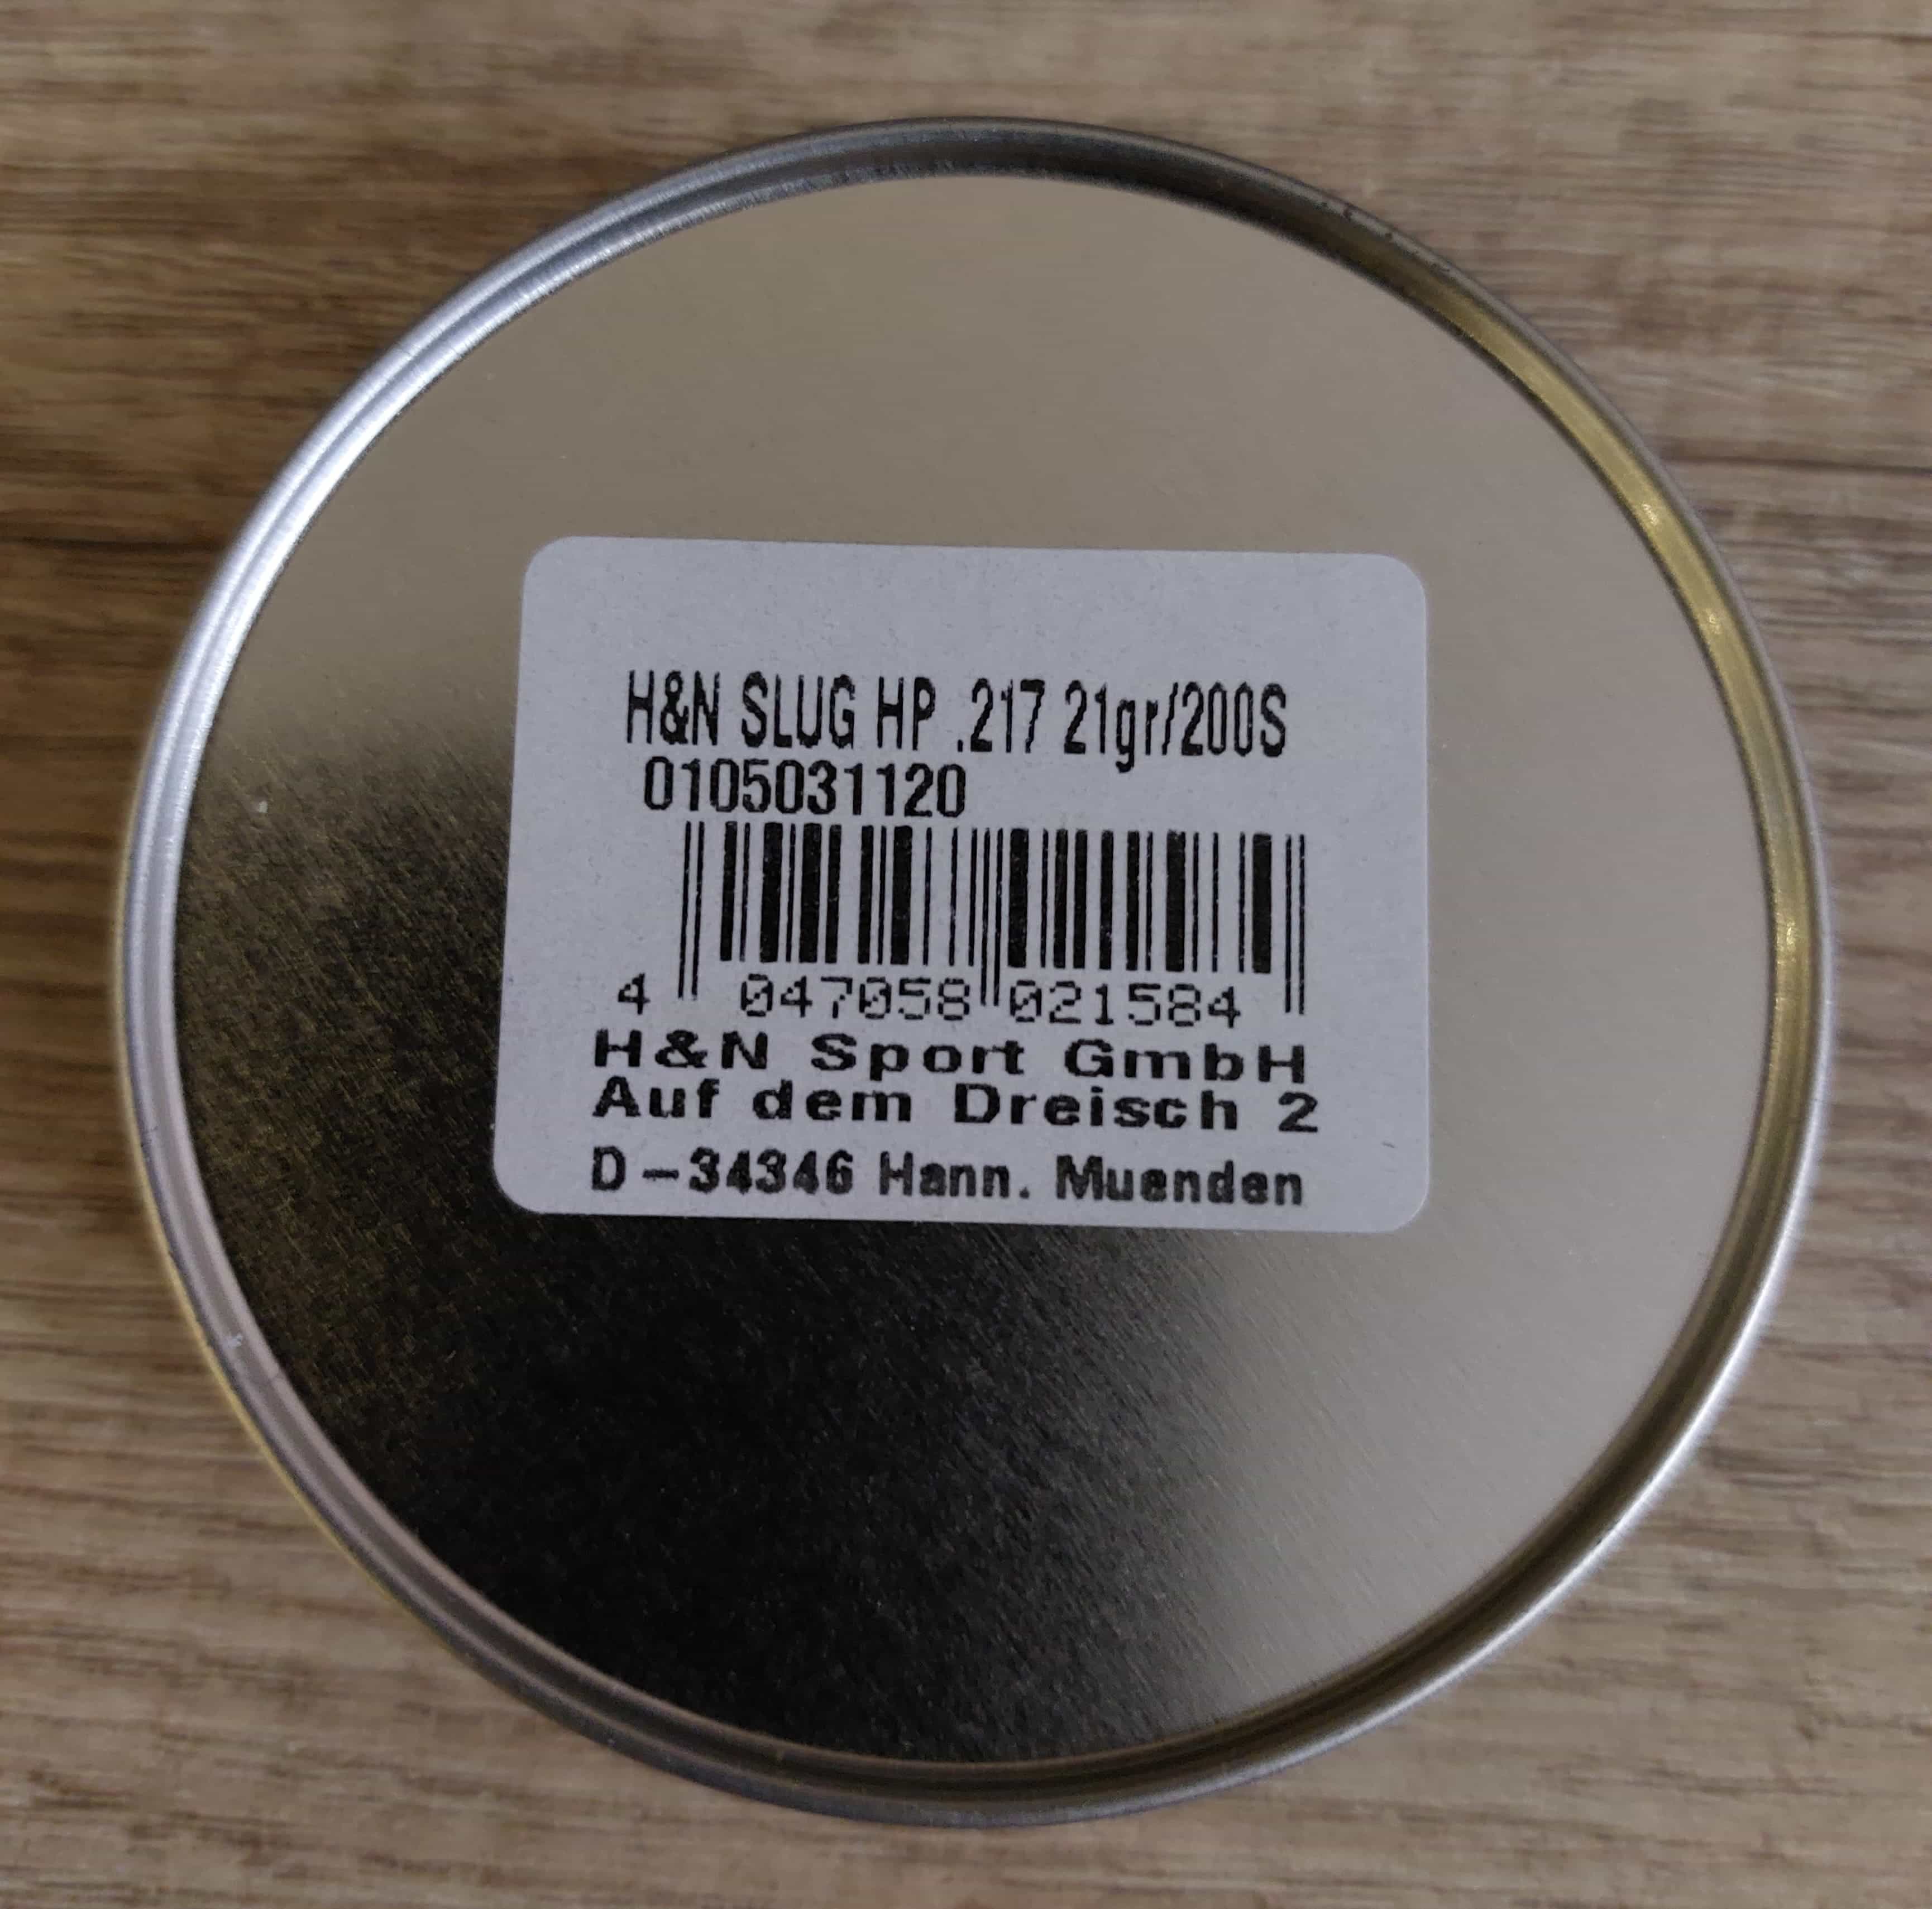 H&N SLUG HP .217 21gr/200S
0105031120
4 047058 021584
H&N Sport GmbH
Auf dem Dreisch 2
D-34346 Hann. Muenden